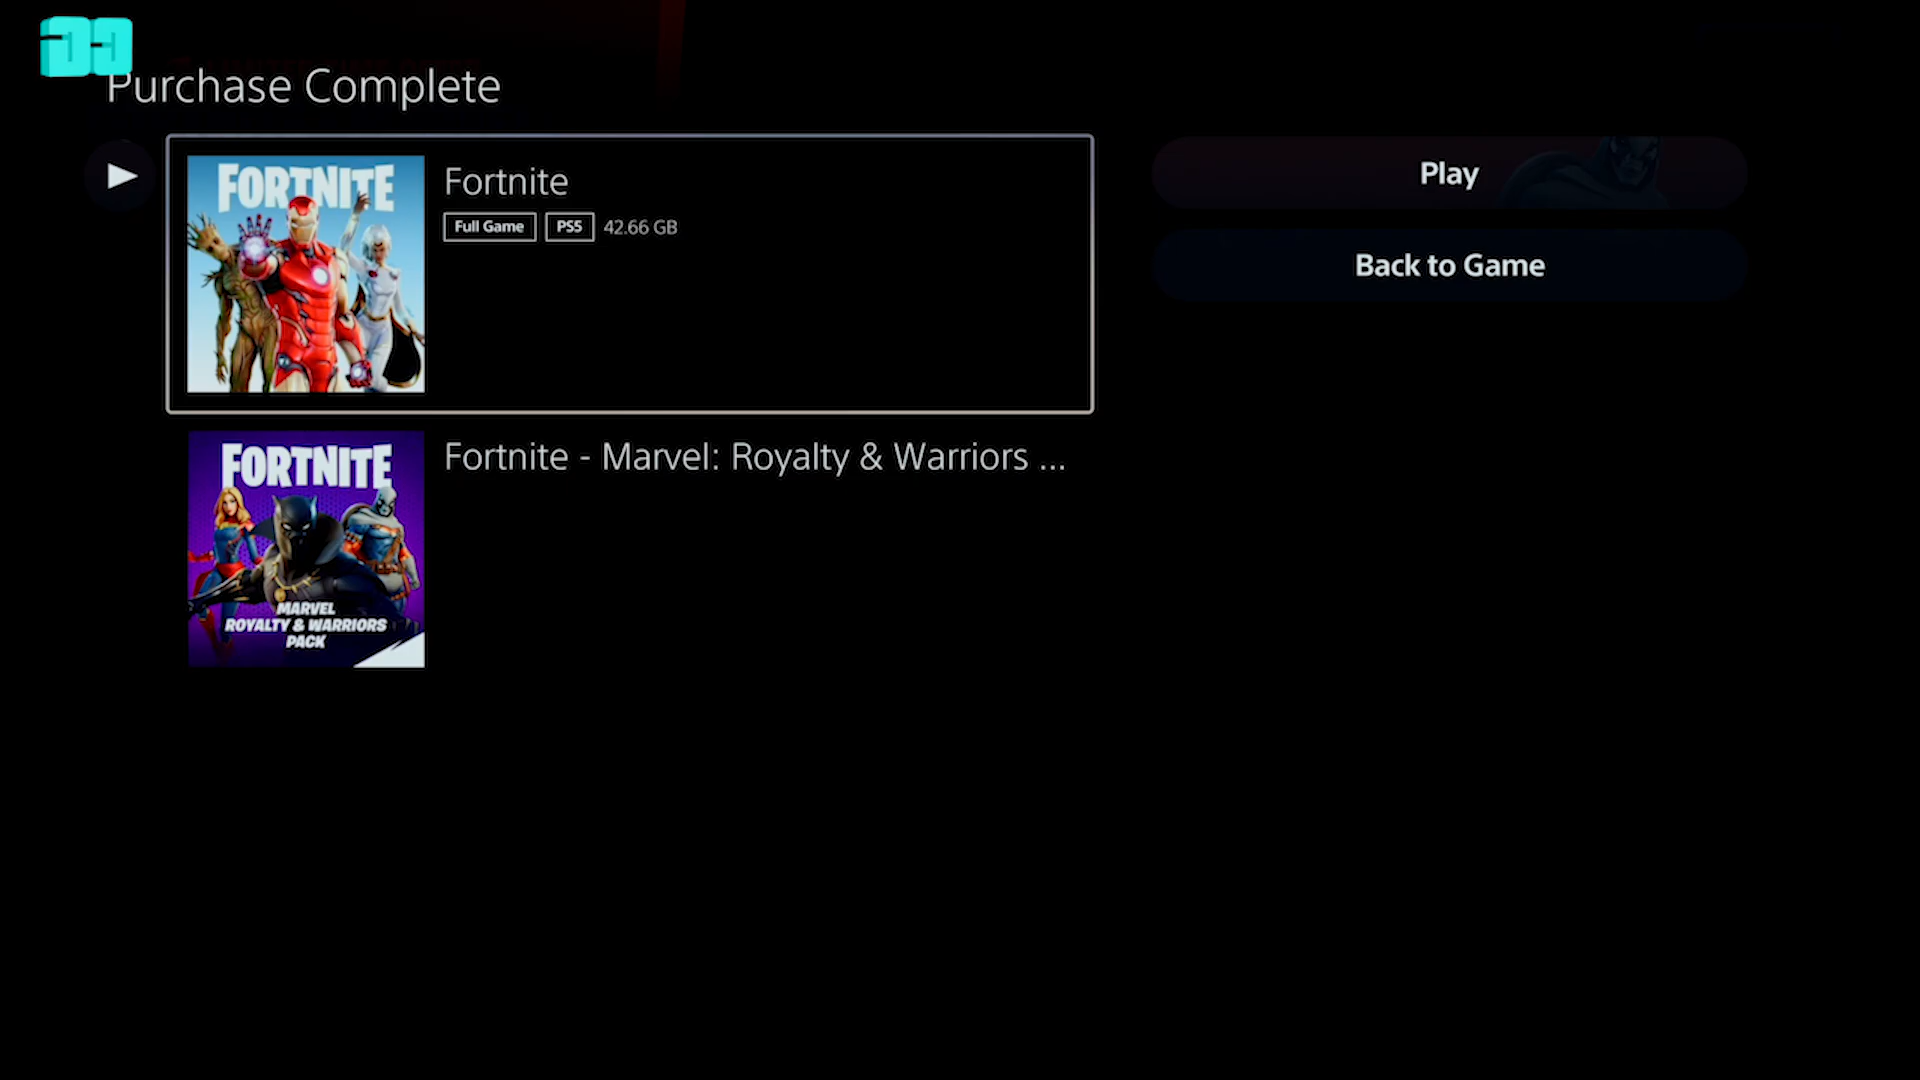 Purchase Complete
FORTNITE
Fortnite
Full Game PS5 42.66 GB
Play
Back to Game
FORTNITE
MARVEL
ROYALTY & WARRIORS
PACK
Fortnite - Marvel: Royalty & Warriors ...